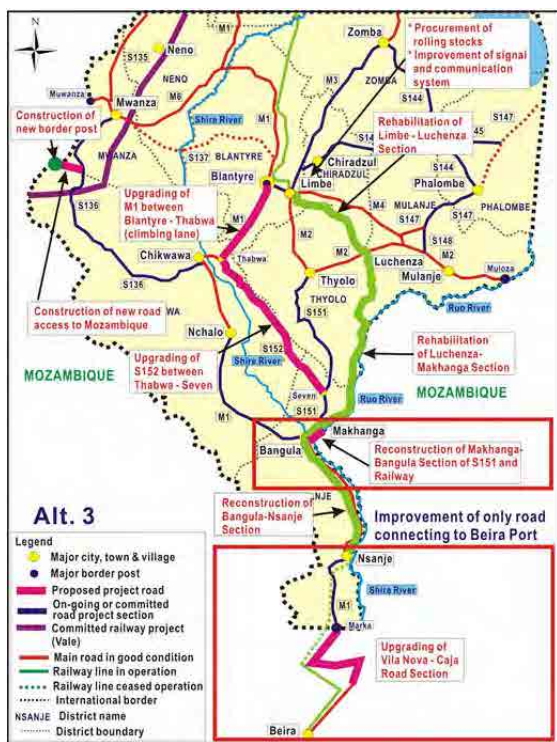 Zomba
* Procurement of
rolling stocks
* Improvement of signal
and communication
system
S135
Neno
M1
NENO
M3
ZOMBA
S144
S147
Muwanza
M6
Mwanza
Shire River
Rehabilitation of
Limbe - Luchenza
Section
Construction of
new border post
M1
S144
S137
BLANTYRE
Chiradzul
CHIRADZUL
MWANZA
Blantyre
Limbe
Phalombe
S136
Upgrading of
M1 between
Blantyre - Thabwa
(climbing lane)
M4
MULANJE
S147
PHALOMBE
M1
M2
M2
S148
M2
Chikwawa
Thabwa
Luchenza
Mulanje
Muloza
Thyolo
S136
THYOLO
S151
Construction of new road
access to Mozambique
Ruo River
Nchalo
Upgrading of
S152 between
Thabwa - Seven
Shire River
S152
Rehabilitation
of Luchenza-
Makhanga Section
MOZAMBIQUE
MOZAMBIQUE
M1
Seven
S151
Ruo River
Makhanga
Bangula
Reconstruction of Makhanga-
Bangula Section of S151 and
Railway
Reconstruction of
Bangula-Nsanje
Section
Alt. 3
Improvement of only road
connecting to Beira Port
Legend
Major city, town & village
Major border post
Proposed project road
On-going or committed
road project section
Committed railway project
(Vale)
Main road in good condition
Railway line in operation
Railway line ceased operation
International border
NSANJE District name
District boundary
Nsanje
Shire River
M1
Marka
Upgrading of
Vila Nova - Caja
Road Section
Beira